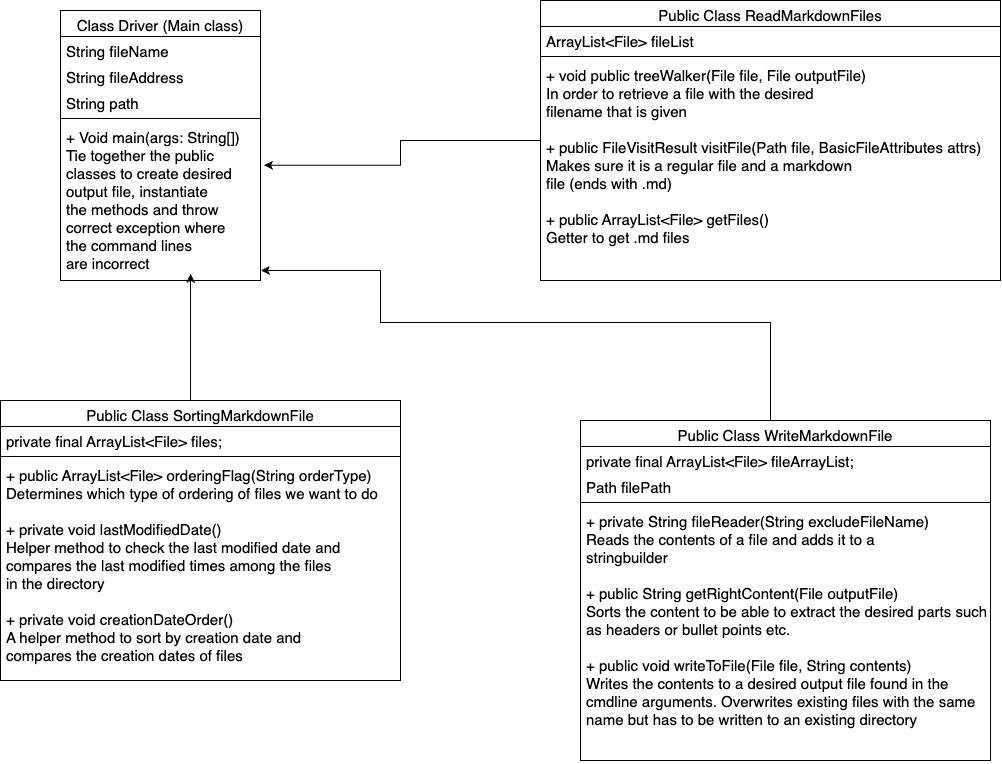 Class Driver (Main class)
String fileName
String fileAddress
String path
+ Void main(args: String[])
Tie together the public
classes to create desired
output file, instantiate
the methods and throw
correct exception where
the command lines
are incorrect
Public Class ReadMarkdownFiles
ArrayList<File> fileList
+ void public treeWalker(File file, File outputFile)
In order to retrieve a file with the desired
filename that is given
+ public FileVisitResult visitFile(Path file, BasicFileAttributes attrs)
Makes sure it is a regular file and a markdown
file (ends with .md)
+ public ArrayList<File> getFiles()
Getter to get .md files
Public Class SortingMarkdownFile
private final ArrayList<File> files;
+ public ArrayList<File> orderingFlag(String orderType)
Determines which type of ordering of files we want to do
+ private void lastModifiedDate()
Helper method to check the last modified date and
compares the last modified times among the files
in the directory
+ private void creationDateOrder()
A helper method to sort by creation date and
compares the creation dates of files
Public Class WriteMarkdownFile
private final ArrayList<File> fileArrayList;
Path filePath
+ private String fileReader(String excludeFileName)
Reads the contents of a file and adds it to a
stringbuilder
+ public String getRightContent(File outputFile)
Sorts the content to be able to extract the desired parts such
as headers or bullet points etc.
+ public void writeToFile(File file, String contents)
Writes the contents to a desired output file found in the
cmdline arguments. Overwrites existing files with the same
name but has to be written to an existing directory